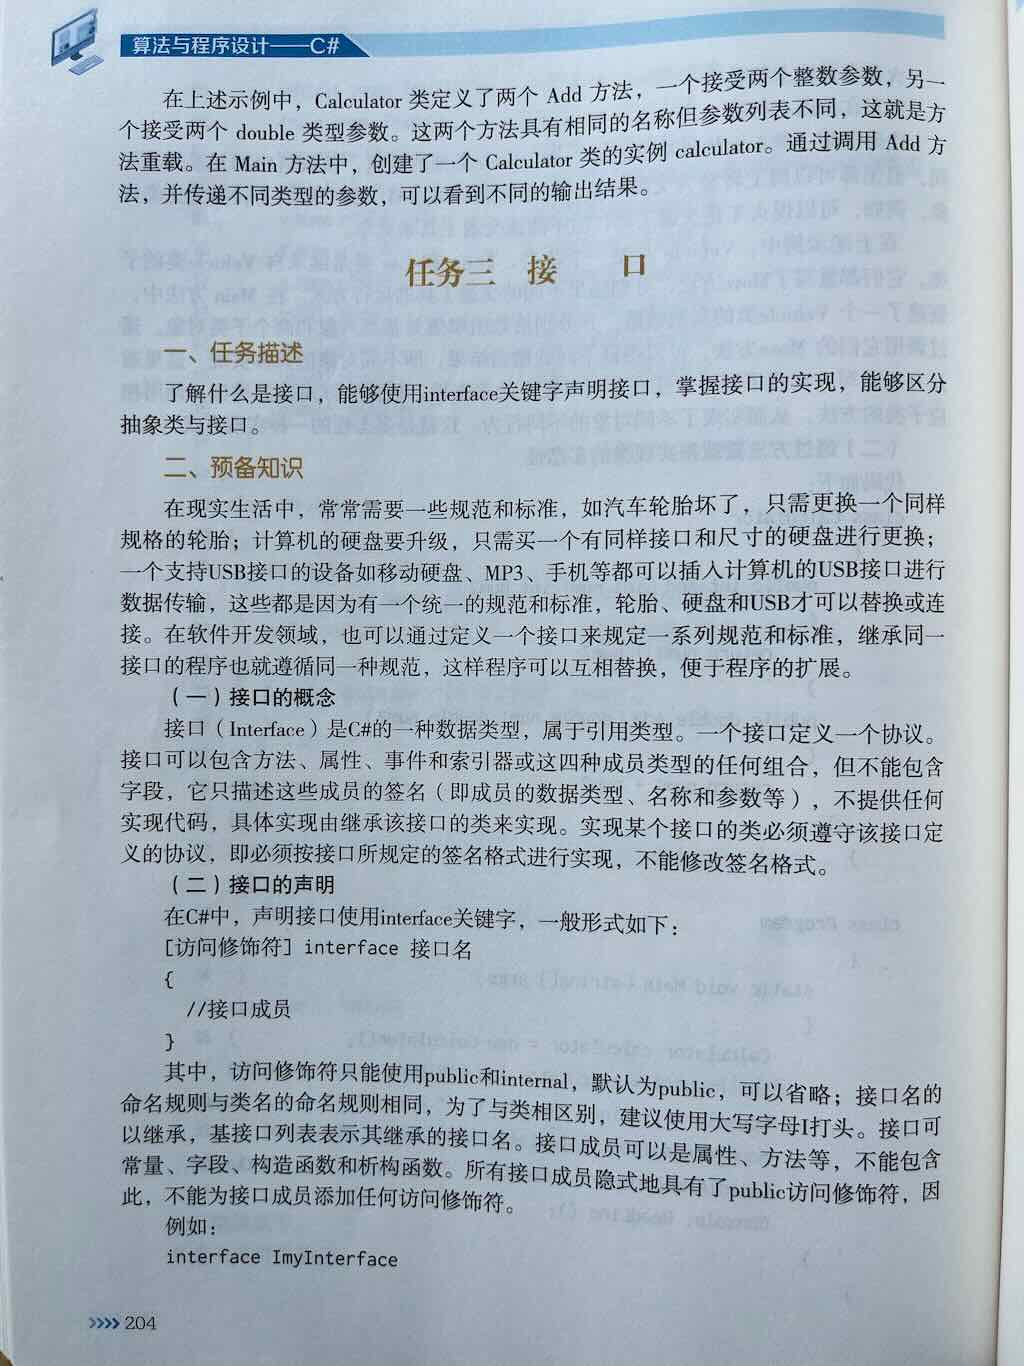 算法与程序设计——C#
在上述示例中，Calculator 类定义了两个 Add 方法，一个接受两个整数参数，另一
个接受两个 double 类型参数。这两个方法具有相同的名称但参数列表不同，这就是方
法重载。在 Main 方法中，创建了一个 Calculator 类的实例 calculator。通过调用 Add 方
法，并传递不同类型的参数，可以看到不同的输出结果。
任务三 接 口
一、任务描述
了解什么是接口，能够使用interface关键字声明接口，掌握接口的实现，能够区分
抽象类与接口。
二、预备知识
在现实生活中，常常需要一些规范和标准，如汽车轮胎坏了，只需更换一个同样
规格的轮胎；计算机的硬盘要升级，只需买一个有同样接口和尺寸的硬盘进行更换；
一个支持USB接口的设备如移动硬盘、MP3、手机等都可以插入计算机的USB接口进行
数据传输，这些都是因为有一个统一的规范和标准，轮胎、硬盘和USB才可以替换或连
接。在软件开发领域，也可以通过定义一个接口来规定一系列规范和标准，继承同一
接口的程序也就遵循同一种规范，这样程序可以互相替换，便于程序的扩展。
（一）接口的概念
接口（Interface）是C#的一种数据类型，属于引用类型。一个接口定义一个协议。
接口可以包含方法、属性、事件和索引器或这四种成员类型的任何组合，但不能包含
字段，它只描述这些成员的签名（即成员的数据类型、名称和参数等），不提供任何
实现代码，具体实现由继承该接口的类来实现。实现某个接口的类必须遵守该接口定
义的协议，即必须按接口所规定的签名格式进行实现，不能修改签名格式。
（二）接口的声明
在C#中，声明接口使用interface关键字，一般形式如下：
[访问修饰符] interface 接口名
{
//接口成员
}
其中，访问修饰符只能使用public和internal，默认为public，可以省略；接口名的
命名规则与类名的命名规则相同，为了与类相区别，建议使用大写字母I打头。接口可
以继承，基接口列表表示其继承的接口名。接口成员可以是属性、方法等，不能包含
常量、字段、构造函数和析构函数。所有接口成员隐式地具有了public访问修饰符，因
此，不能为接口成员添加任何访问修饰符。
例如：
interface ImyInterface
204